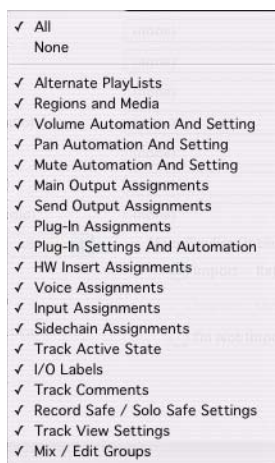 ✓ All
None
✓ Alternate PlayLists
✓ Regions and Media
✓ Volume Automation And Setting
✓ Pan Automation And Setting
✓ Mute Automation And Setting
✓ Main Output Assignments
✓ Send Output Assignments
✓ Plug-In Assignments
✓ Plug-In Settings And Automation
✓ HW Insert Assignments
✓ Voice Assignments
✓ Input Assignments
✓ Sidechain Assignments
✓ Track Active State
✓ I/O Labels
✓ Track Comments
✓ Record Safe / Solo Safe Settings
✓ Track View Settings
✓ Mix / Edit Groups